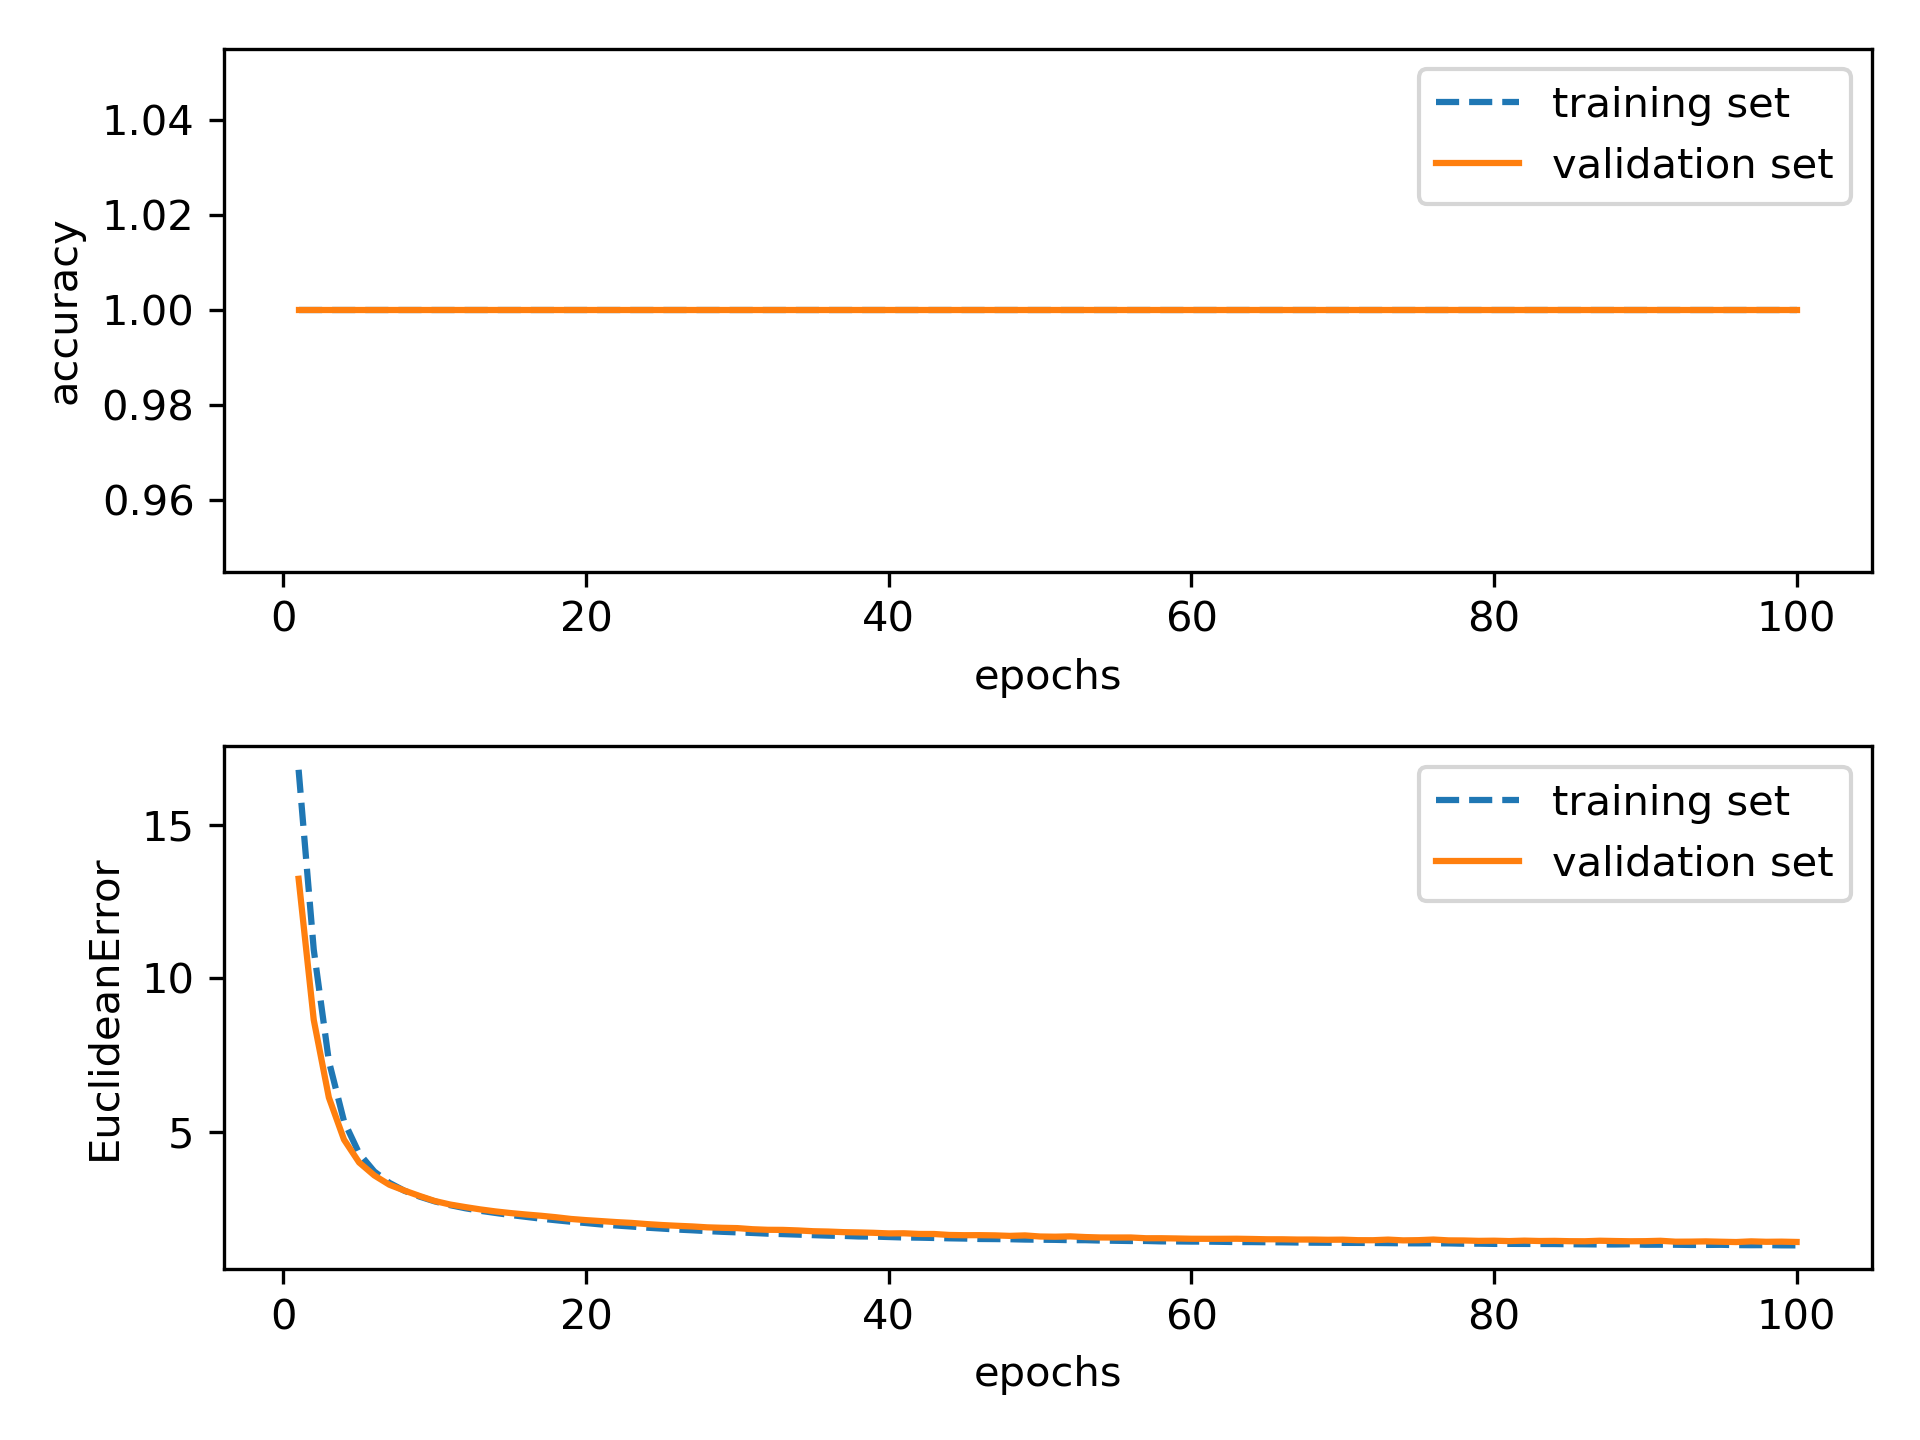 accuracy
1.04
1.02
1.00
0.98
0.96
training set
validation set
0 20 40 60 80 100
epochs
EuclideanError
15
10
5
training set
validation set
0 20 40 60 80 100
epochs